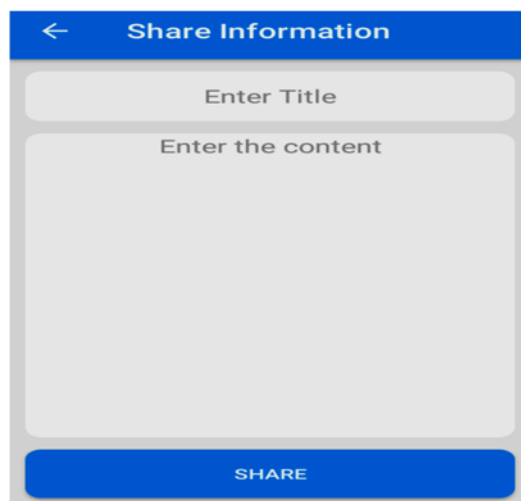 Share Information
Enter Title
Enter the content
SHARE